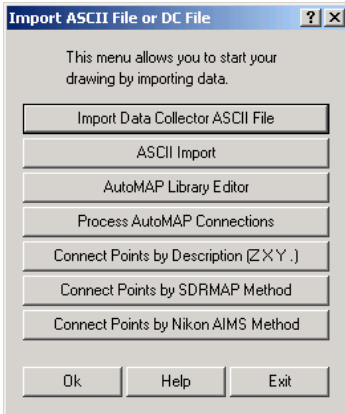 Import ASCII File or DC File
This menu allows you to start your
drawing by importing data.
Import Data Collector ASCII File
ASCII Import
AutoMAP Library Editor
Process AutoMAP Connections
Connect Points by Description (Z X Y .)
Connect Points by SDRMAP Method
Connect Points by Nikon AIMS Method
Ok Help Exit